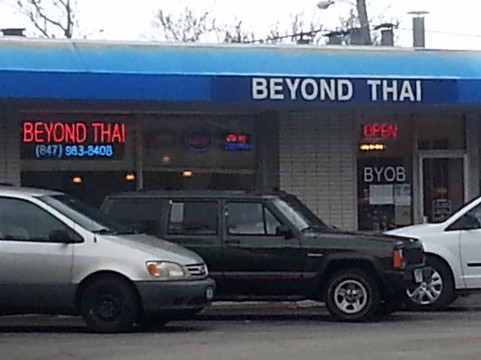 BEYOND THAI
BEYOND THAI
(847) 983-8408
OPEN
BYOB